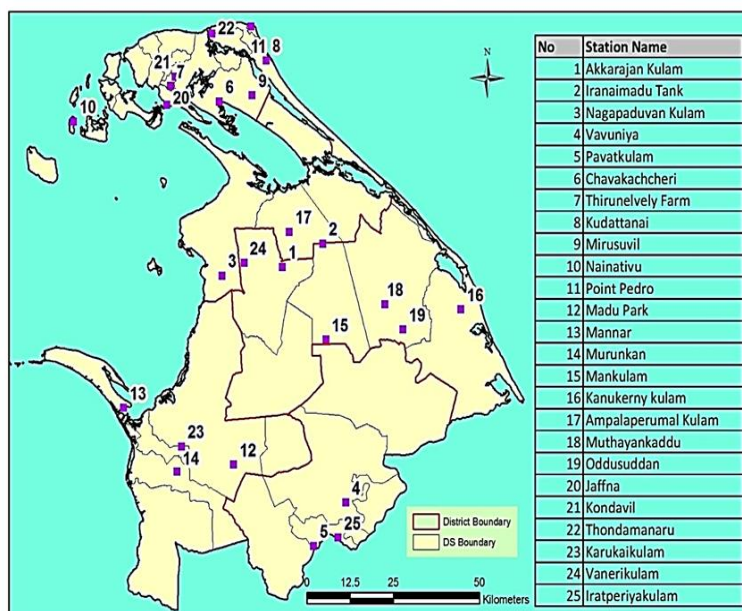 22
11
8
21
7
6
9
20
10
17
2
24
1
3
18
16
19
15
13
23
14
12
4
25
5
N
District Boundary
DS Boundary
0 12.5 25 50
Kilometers
No Station Name
1 Akkarajan Kulam
2 Iranaimadu Tank
3 Nagapaduvan Kulam
4 Vavuniya
5 Pavatkulam
6 Chavakachcheri
7 Thirunelvely Farm
8 Kudattanai
9 Mirusuvil
10 Nainativu
11 Point Pedro
12 Madu Park
13 Mannar
14 Murunkan
15 Mankulam
16 Kanukerny kulam
17 Ampalaperumal Kulam
18 Muthayankaddu
19 Oddusuddan
20 Jaffna
21 Kondavil
22 Thondamanaru
23 Karukaikulam
24 Vanerikulam
25 Iratperiyakulam